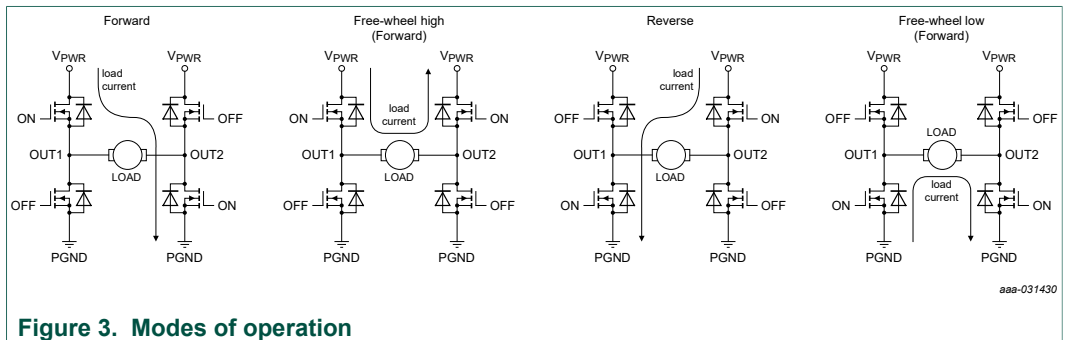 Forward
VPWR
VPWR
load
current
ON
OFF
OUT1
OUT2
LOAD
OFF
ON
PGND
PGND
Free-wheel high
(Forward)
VPWR
VPWR
load
current
ON
ON
OUT1
OUT2
LOAD
OFF
OFF
PGND
PGND
Reverse
VPWR
VPWR
load
current
OFF
ON
OUT1
OUT2
LOAD
ON
OFF
PGND
PGND
Free-wheel low
(Forward)
VPWR
VPWR
OFF
OFF
LOAD
OUT1
OUT2
load
current
ON
ON
PGND
PGND
aaa-031430
Figure 3. Modes of operation